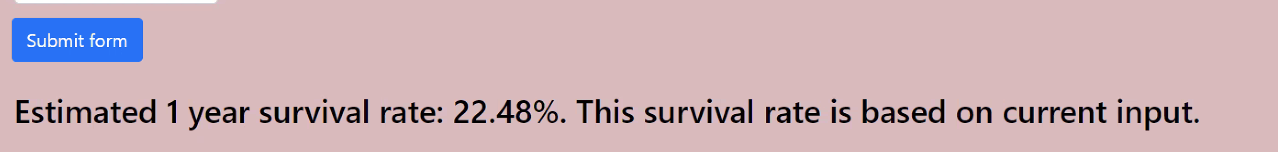 Submit form
Estimated 1 year survival rate: 22.48%. This survival rate is based on current input.